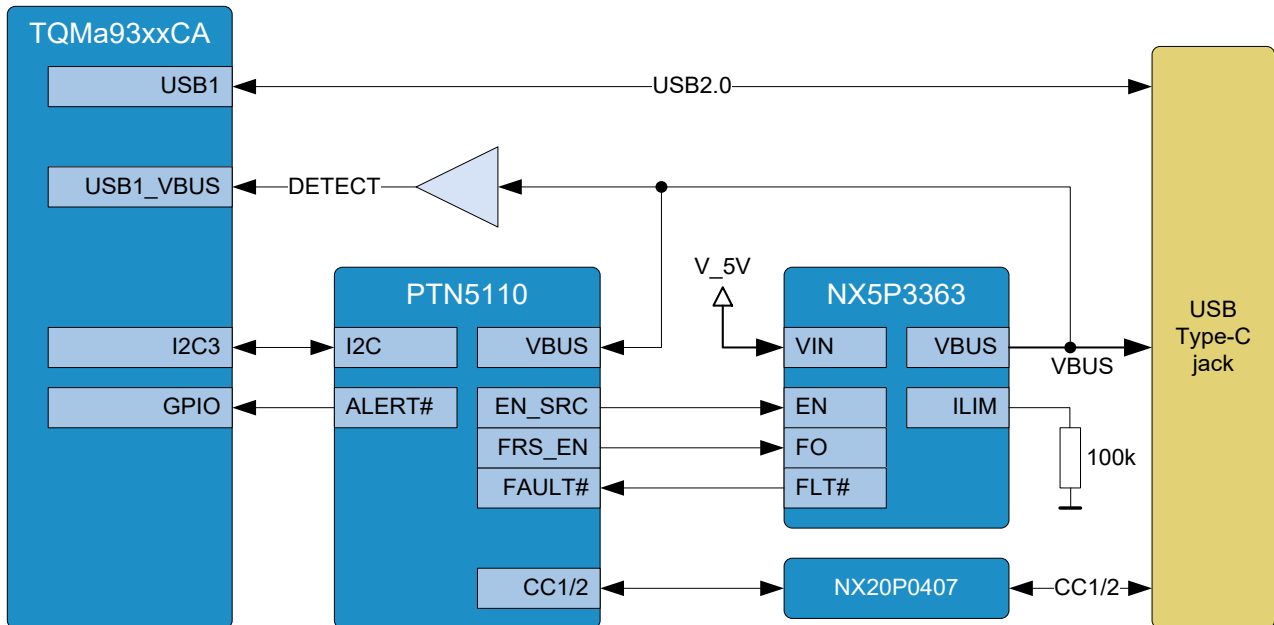 TQMa93xxCA
USB1
USB2.0
USB1_VBUS
DETECT
V_5V
PTN5110
NX5P3363
USB
Type-C
jack
I2C3
I2C
VBUS
VIN
VBUS
VBUS
GPIO
ALERT#
EN_SRC
EN
ILIM
FRS_EN
FO
100k
FAULT#
FLT#
CC1/2
NX20P0407
CC1/2